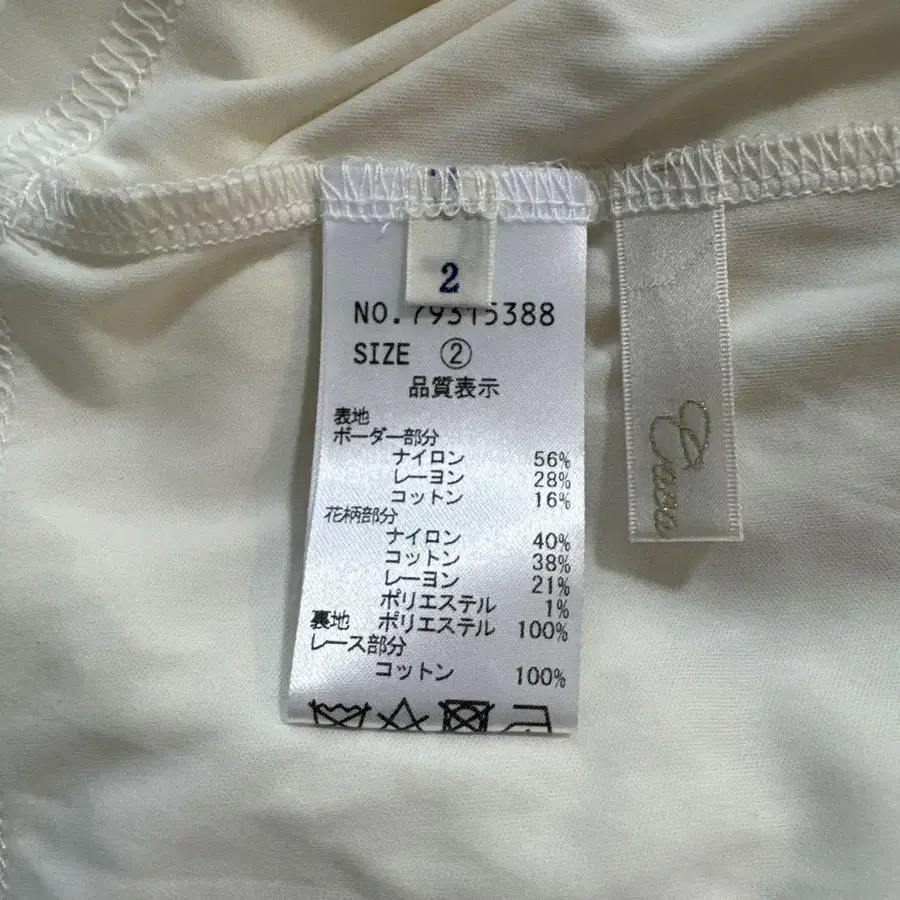 2
NO.79315388
SIZE ②
品質表示
表地
ボーダー部分
ナイロン 56%
レーヨン 28%
コットン 16%
花柄部分
ナイロン 40%
コットン 38%
レーヨン 21%
ポリエステル 1%
裏地 ポリエステル 100%
レース部分
コットン 100%